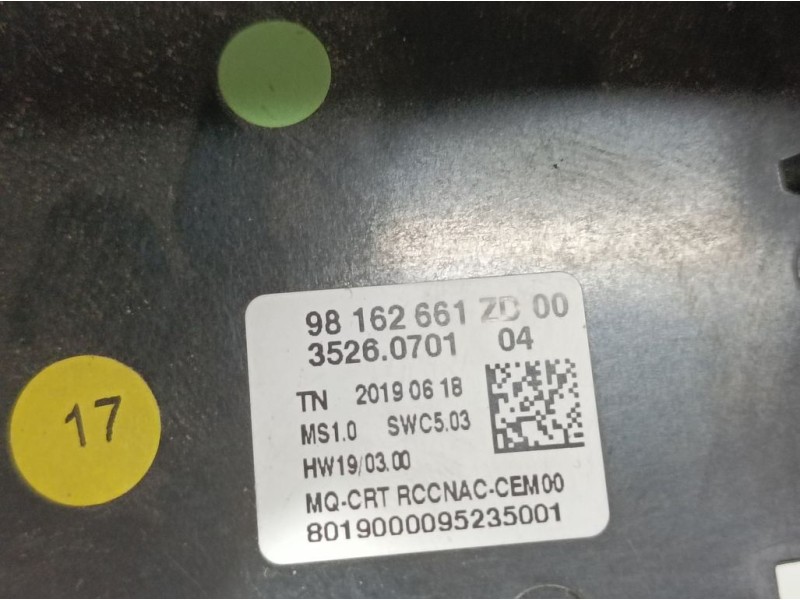 98 162 661 ZD 00
3526.0701 04
TN 2019 06 18
MS1.0 SWC5.03
HW19/03.00
MQ-CRT RCCNAC-CEM00
8019000095235001
17